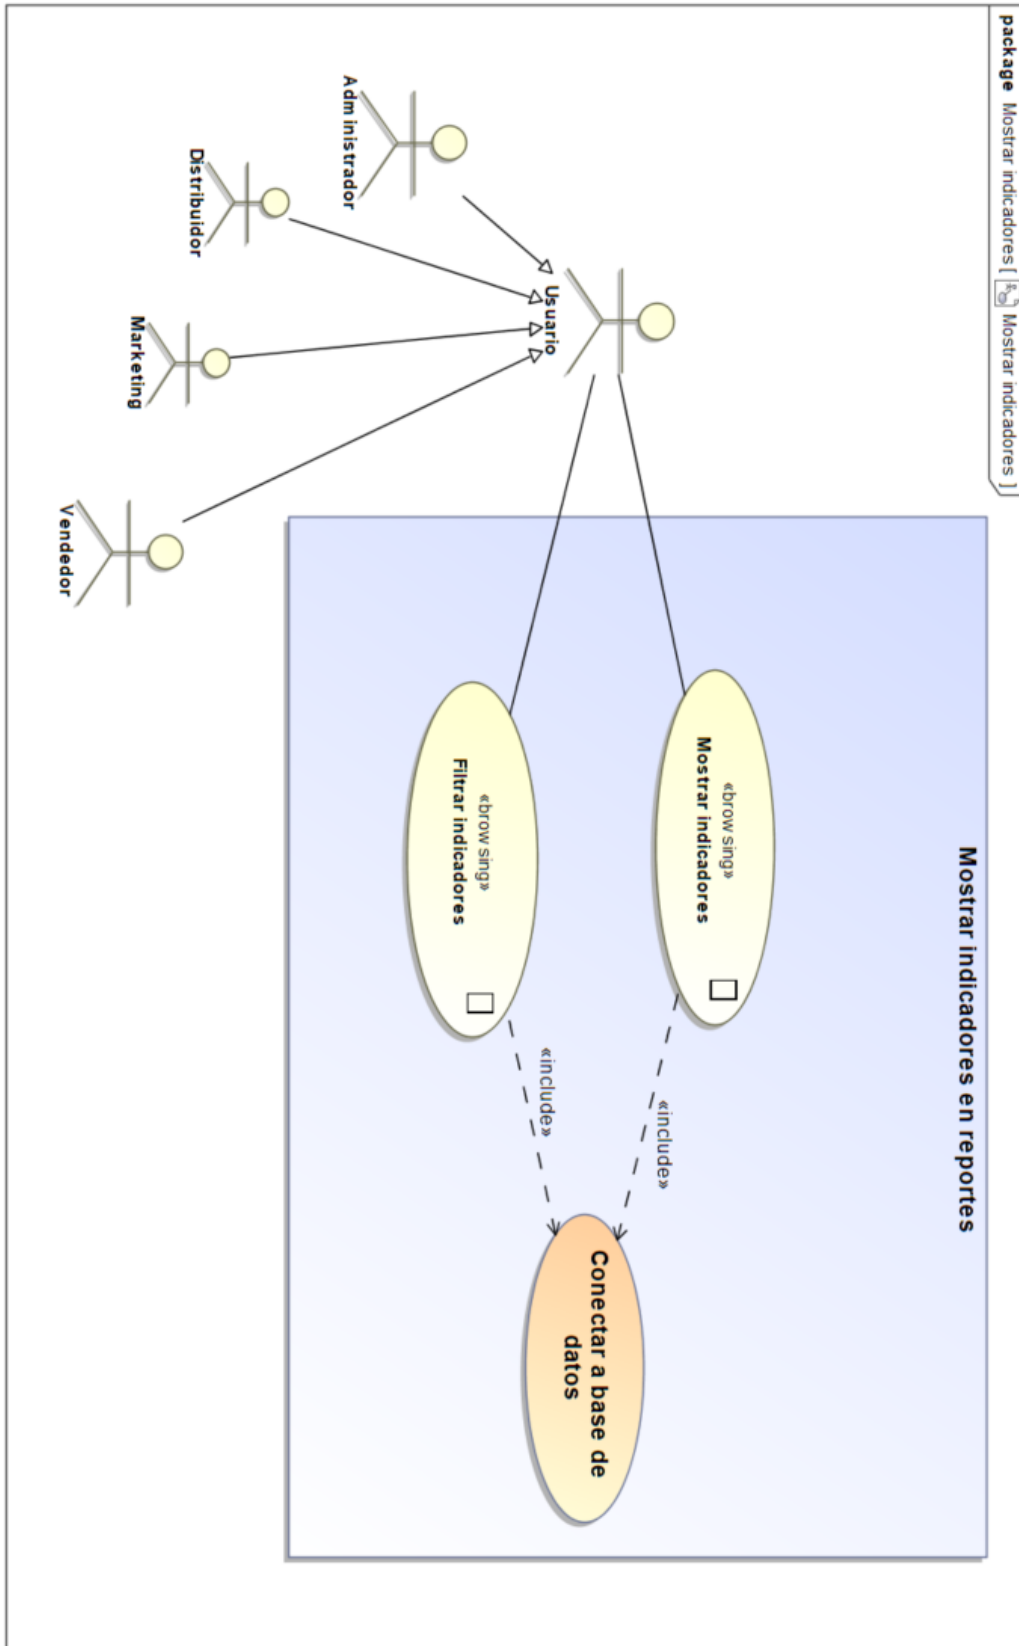 package Mostrar indicadores [ Mostrar indicadores ]
Mostrar indicadores en reportes
Usuario
Administrador
Distribuidor
Marketing
Vendedor
«browsing»
Mostrar indicadores
«browsing»
Filtrar indicadores
«include»
«include»
Conectar a base de
datos